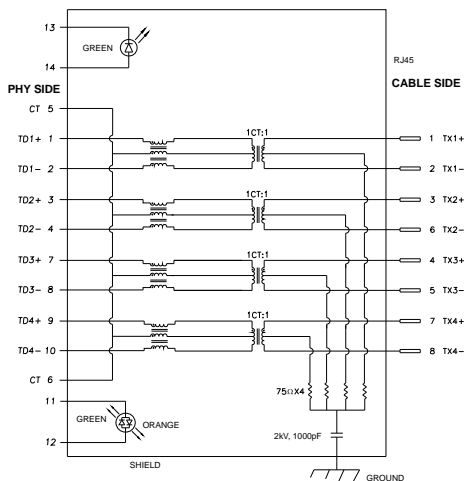 13
GREEN
14
RJ45
PHY SIDE
CABLE SIDE
CT 5
TD1+ 1
1CT:1
1 TX1+
TD1- 2
2 TX1-
TD2+ 3
1CT:1
3 TX2+
TD2- 4
6 TX2-
TD3+ 7
1CT:1
4 TX3+
TD3- 8
5 TX3-
TD4+ 9
1CT:1
7 TX4+
TD4- 10
8 TX4-
CT 6
75ΩX4
11
GREEN
ORANGE
12
2kV, 1000pF
SHIELD
GROUND